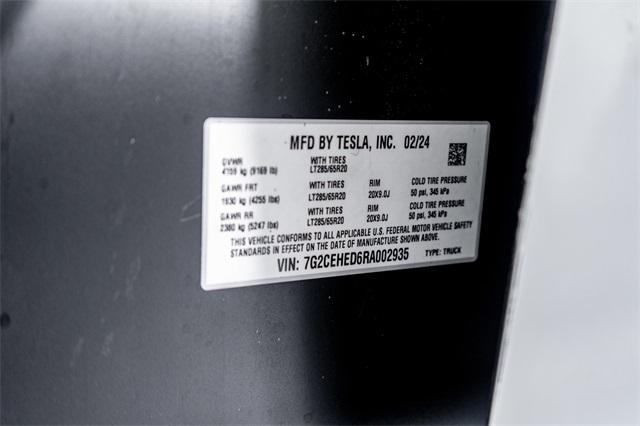 MFD BY TESLA, INC. 02/24
GVWR WITH TIRES
4159 kg (9169 lb) LT285/65R20
GAWR FRT WITH TIRES RIM COLD TIRE PRESSURE
1930 kg (4255 lbs) LT285/65R20 20X9.0J 50 psi, 345 kPa
GAWR RR WITH TIRES RIM COLD TIRE PRESSURE
2380 kg (5247 lbs) LT285/65R20 20X9.0J 50 psi, 345 kPa
THIS VEHICLE CONFORMS TO ALL APPLICABLE U.S. FEDERAL MOTOR VEHICLE SAFETY
STANDARDS IN EFFECT ON THE DATE OF MANUFACTURE SHOWN ABOVE.
VIN: 7G2CEHED6RA002935 TYPE: TRUCK